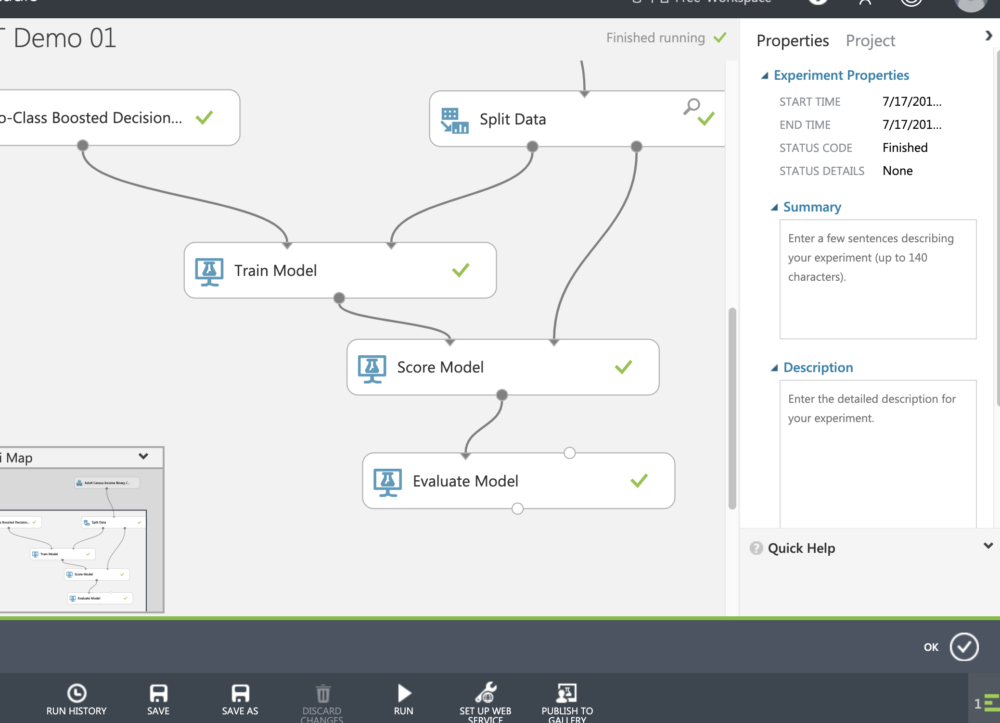 Free-Workspace
Demo 01
Finished running
Properties
Project
Experiment Properties
START TIME 7/17/201...
END TIME 7/17/201...
STATUS CODE Finished
STATUS DETAILS None
Summary
Enter a few sentences describing
your experiment (up to 140
characters).
Description
Enter the detailed description for
your experiment.
Quick Help
o-Class Boosted Decision...
Split Data
Train Model
Score Model
Evaluate Model
i Map
Adult Census Income Binary C...
s Boosted Decision...
Split Data
Train Model
Score Model
Evaluate Model
OK
RUN HISTORY
SAVE
SAVE AS
DISCARD
CHANGES
RUN
SET UP WEB
SERVICE
PUBLISH TO
GALLERY
1